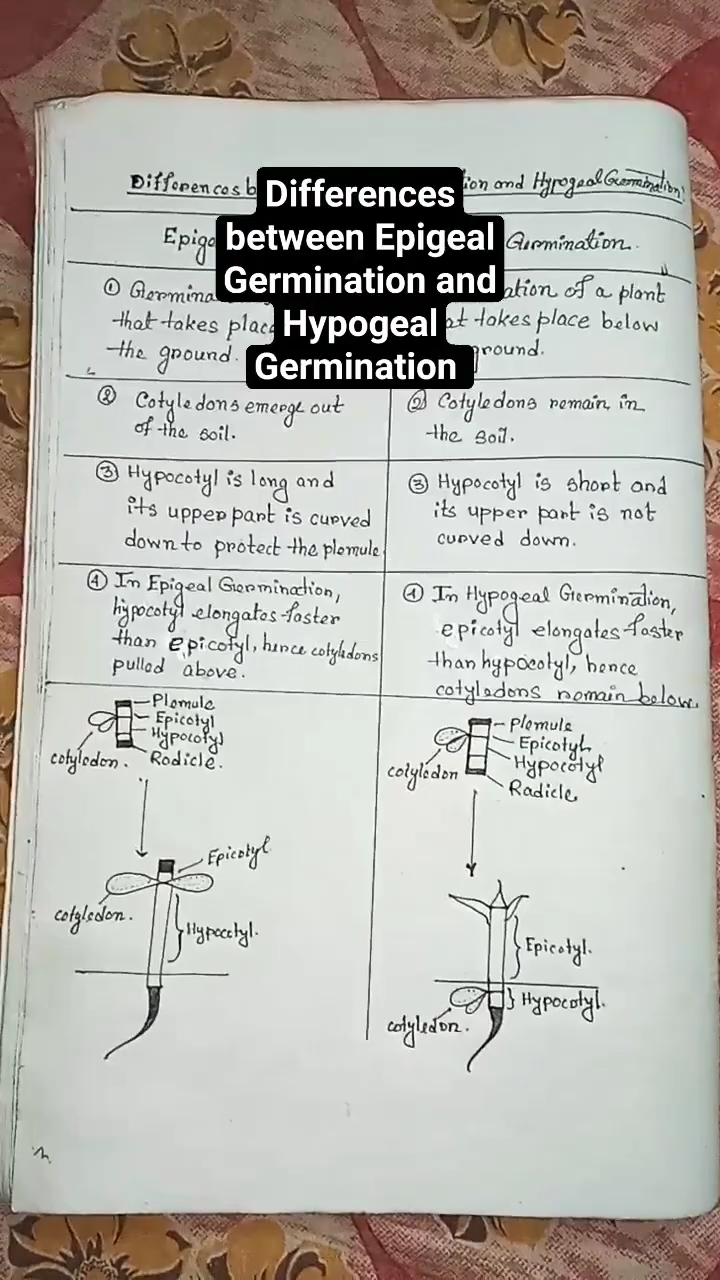 Differences b
ion and Hypogeal Germination
Differences
between Epigeal
Germination and
Hypogeal
Germination
Epige
Germination.
① Germina
that takes place
the ground.
ation of a plant
at takes place below
ground.
② Cotyledons emerge out
of the soil.
② Cotyledons remain in
the soil.
③ Hypocotyl is long and
its upper part is curved
down to protect the plemule
③ Hypocotyl is short and
its upper part is not
curved down.
④ In Epigeal Germination,
hypocotyl elongates faster
than epicotyl, hence cotyledons
pulled above.
④ In Hypogeal Germination,
epicotyl elongates faster
than hypocotyl, hence
cotyledons remain below.
Plemule
Epicotyl
Hypocotyl
Radicle.
cotyledon.
Epicotyl
cotyledon.
Hypocotyl.
Plemule
Epicotyl
Hypocotyl
Radicle
cotyledon
Epicotyl.
Hypocotyl.
cotyledon.